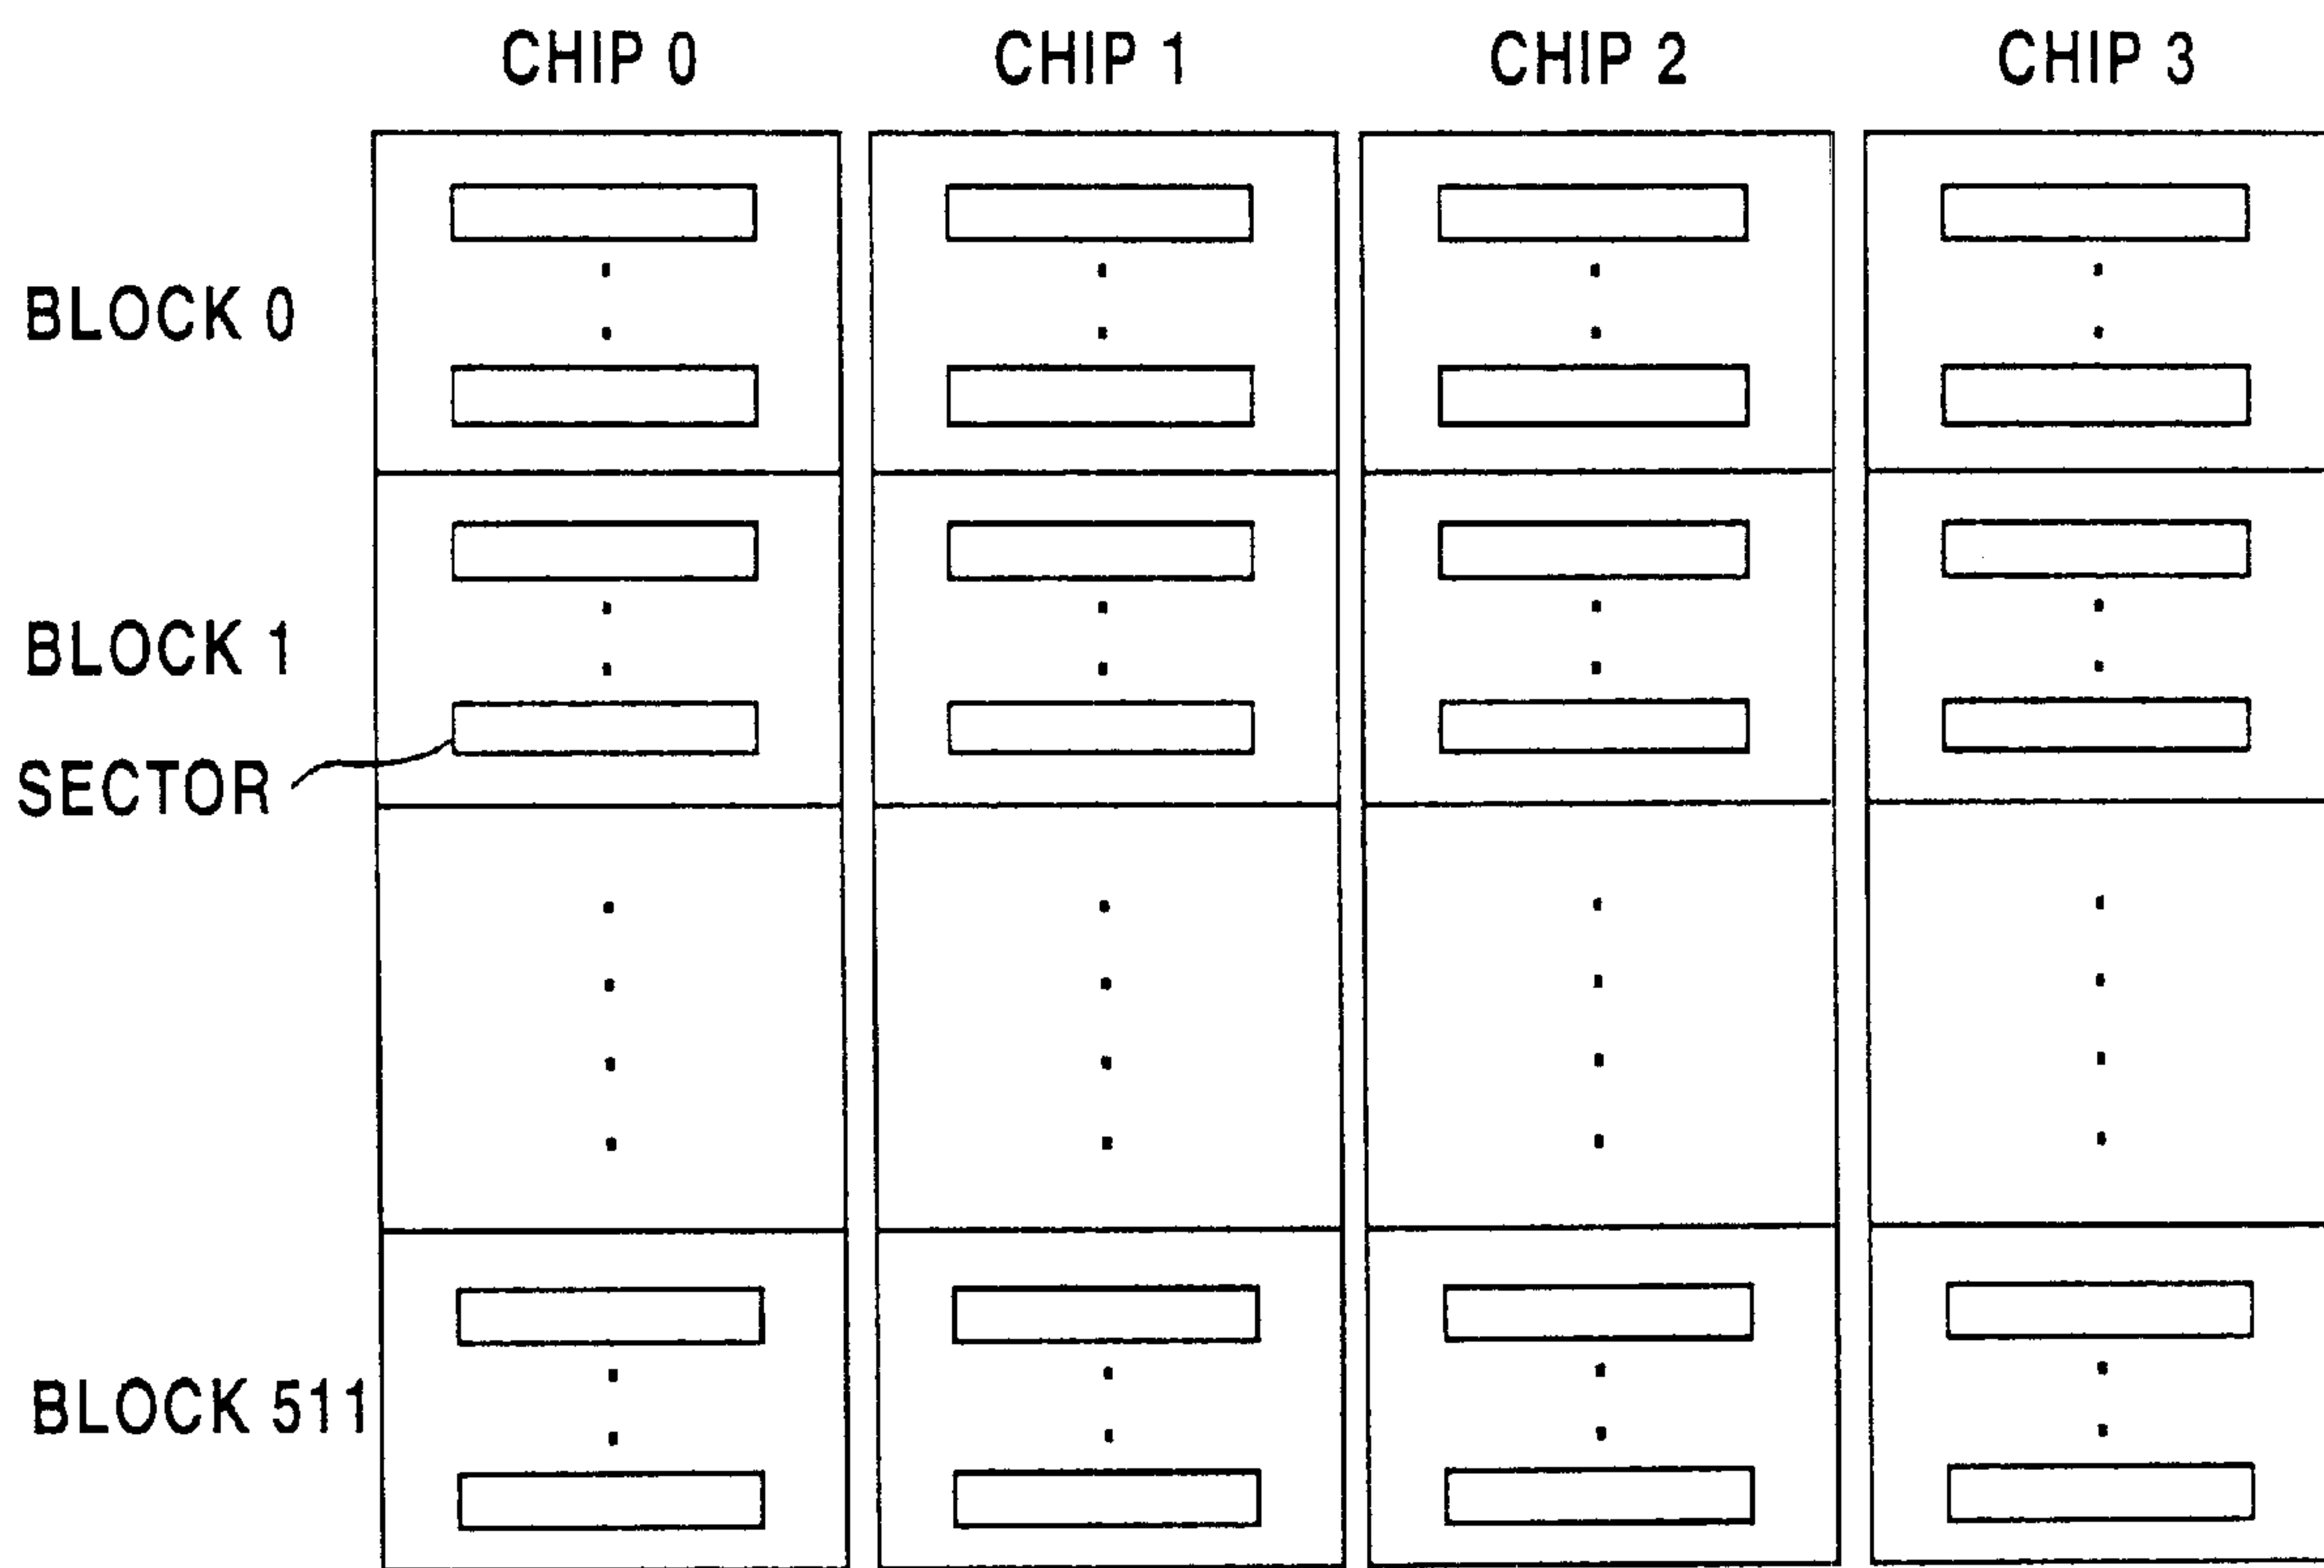 CHIP 0 CHIP 1 CHIP 2 CHIP 3
BLOCK 0
BLOCK 1
SECTOR
BLOCK 511